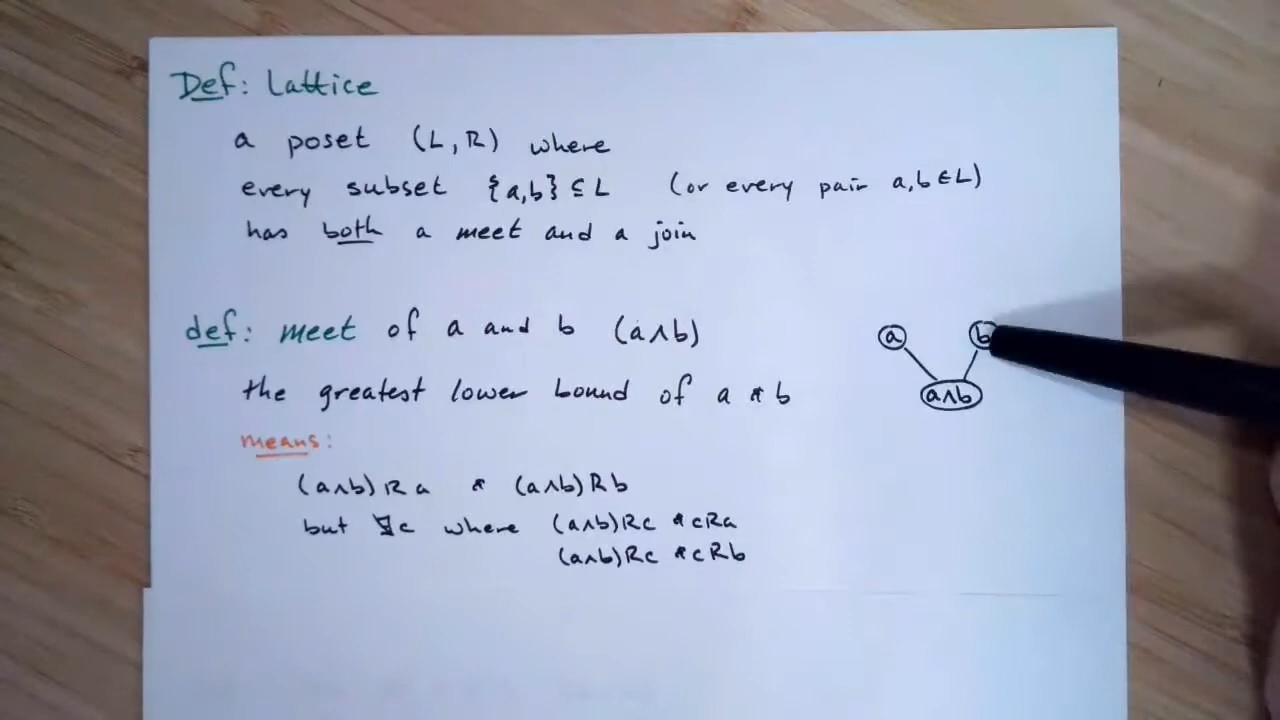 Def: Lattice
a poset (L,R) where
every subset {a,b} ⊆ L (or every pair a,b ∈ L)
has both a meet and a join
def: meet of a and b (a∧b)
the greatest lower bound of a & b
means:
(a∧b) R a & (a∧b) R b
but ∄c where (a∧b)Rc & cRa
(a∧b)Rc & cRb
a b
a∧b